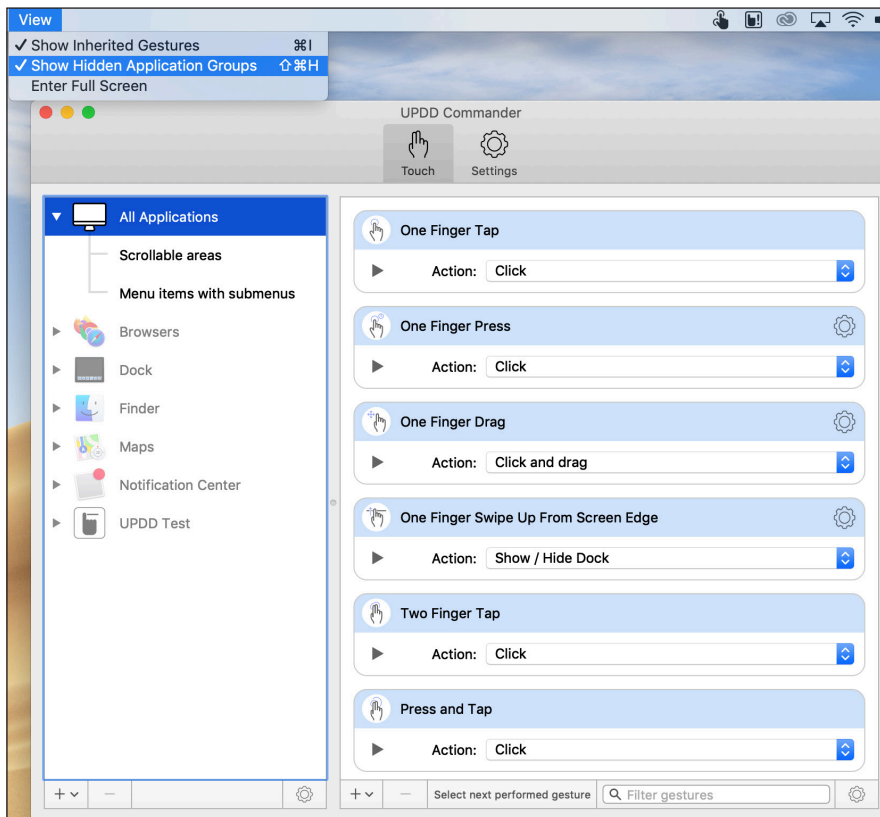 View
Show Inherited Gestures ⌘I
Show Hidden Application Groups ⇧⌘H
Enter Full Screen
UPDD Commander
Touch Settings
All Applications
Scrollable areas
Menu items with submenus
Browsers
Dock
Finder
Maps
Notification Center
UPDD Test
One Finger Tap
Action: Click
One Finger Press
Action: Click
One Finger Drag
Action: Click and drag
One Finger Swipe Up From Screen Edge
Action: Show / Hide Dock
Two Finger Tap
Action: Click
Press and Tap
Action: Click
Select next performed gesture Filter gestures